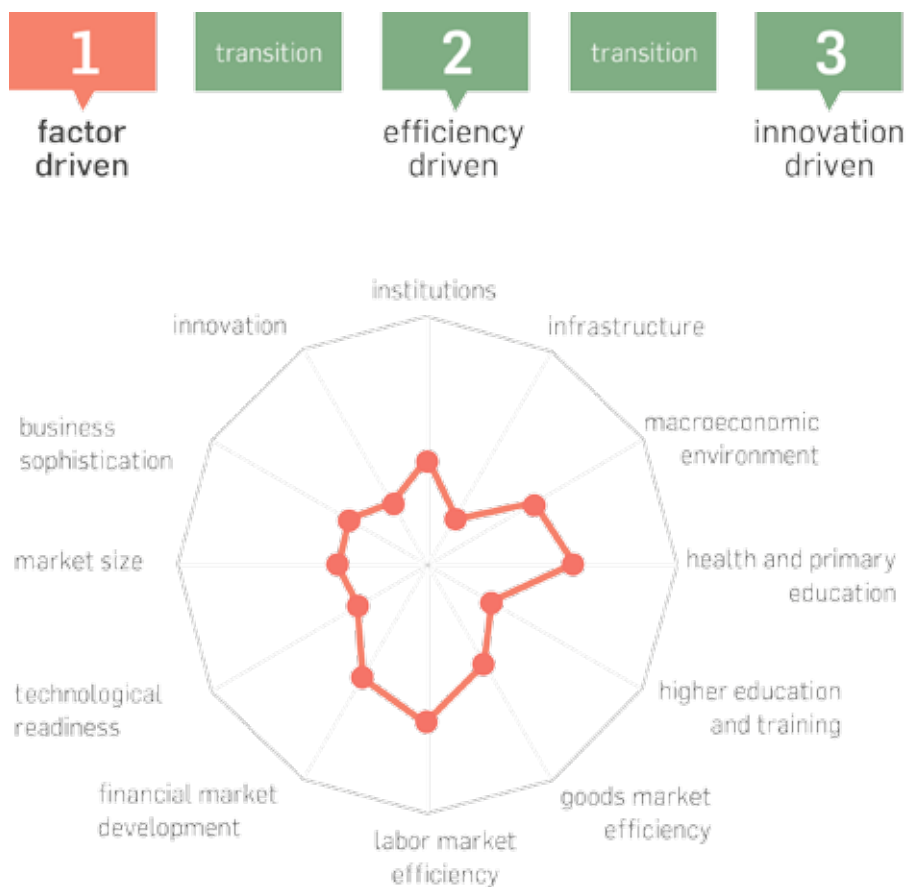 1
transition
2
transition
3
factor
driven
efficiency
driven
innovation
driven
institutions
innovation
infrastructure
business
sophistication
macroeconomic
environment
market size
health and primary
education
technological
readiness
higher education
and training
financial market
development
goods market
efficiency
labor market
efficiency